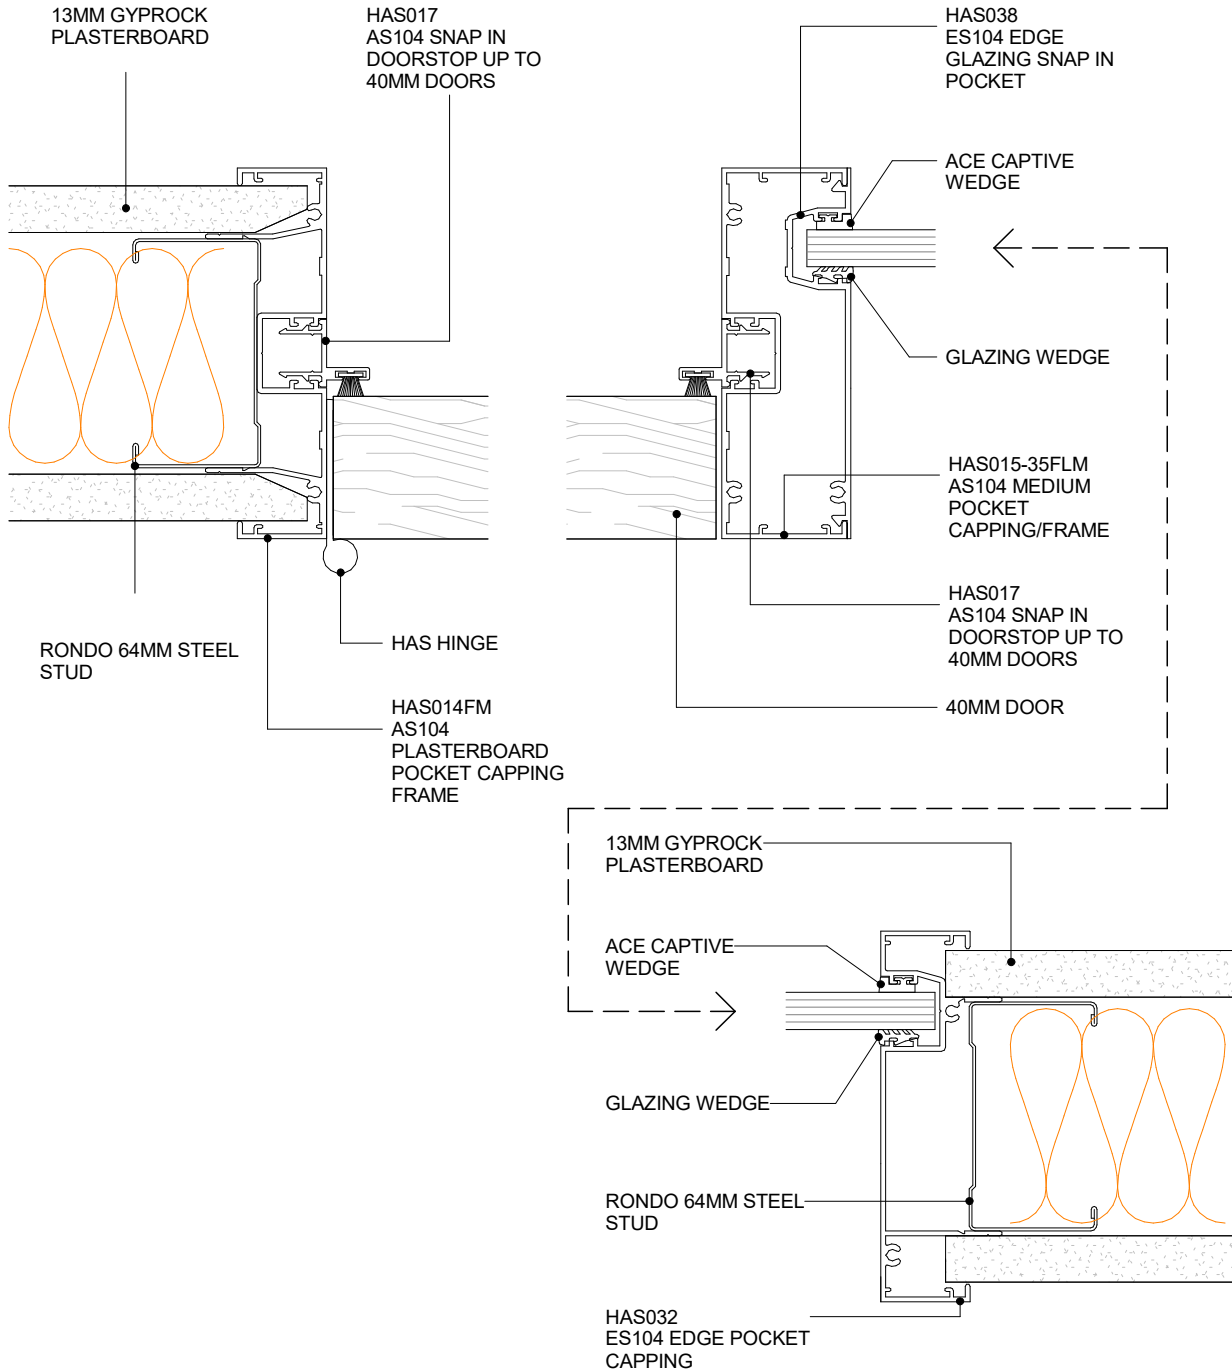 13MM GYPROCK
PLASTERBOARD
HAS017
AS104 SNAP IN
DOORSTOP UP TO
40MM DOORS
HAS038
ES104 EDGE
GLAZING SNAP IN
POCKET
ACE CAPTIVE
WEDGE
GLAZING WEDGE
HAS015-35FLM
AS104 MEDIUM
POCKET
CAPPING/FRAME
HAS017
AS104 SNAP IN
DOORSTOP UP TO
40MM DOORS
RONDO 64MM STEEL
STUD
HAS HINGE
40MM DOOR
HAS014FM
AS104
PLASTERBOARD
POCKET CAPPING
FRAME
13MM GYPROCK
PLASTERBOARD
ACE CAPTIVE
WEDGE
GLAZING WEDGE
RONDO 64MM STEEL
STUD
HAS032
ES104 EDGE POCKET
CAPPING